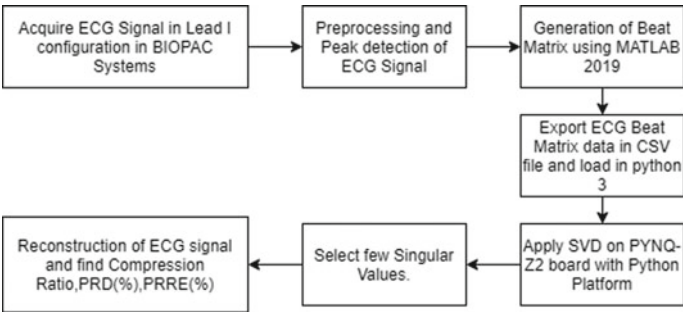 Acquire ECG Signal in Lead I
configuration in BIOPAC
Systems
Preprocessing and
Peak detection of
ECG Signal
Generation of Beat
Matrix using MATLAB
2019
Export ECG Beat
Matrix data in CSV
file and load in python
3
Apply SVD on PYNQ-
Z2 board with Python
Platform
Select few Singular
Values.
Reconstruction of ECG signal
and find Compression
Ratio,PRD(%),PRRE(%)